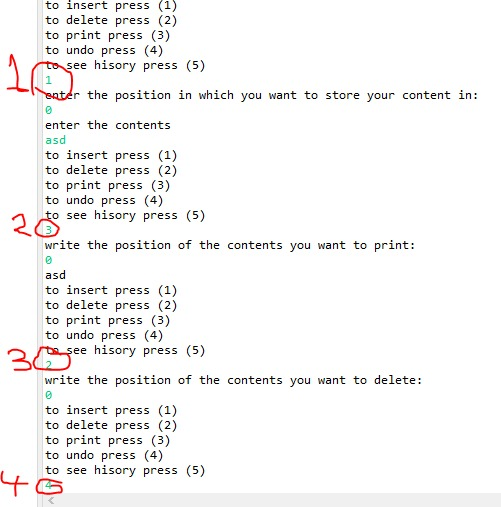 to insert press (1)
to delete press (2)
to print press (3)
to undo press (4)
to see hisory press (5)
1 1
enter the position in which you want to store your content in:
0
enter the contents
asd
to insert press (1)
to delete press (2)
to print press (3)
to undo press (4)
to see hisory press (5)
2 3
write the position of the contents you want to print:
0
asd
to insert press (1)
to delete press (2)
to print press (3)
to undo press (4)
to see hisory press (5)
3 2
write the position of the contents you want to delete:
0
to insert press (1)
to delete press (2)
to print press (3)
to undo press (4)
to see hisory press (5)
4 4